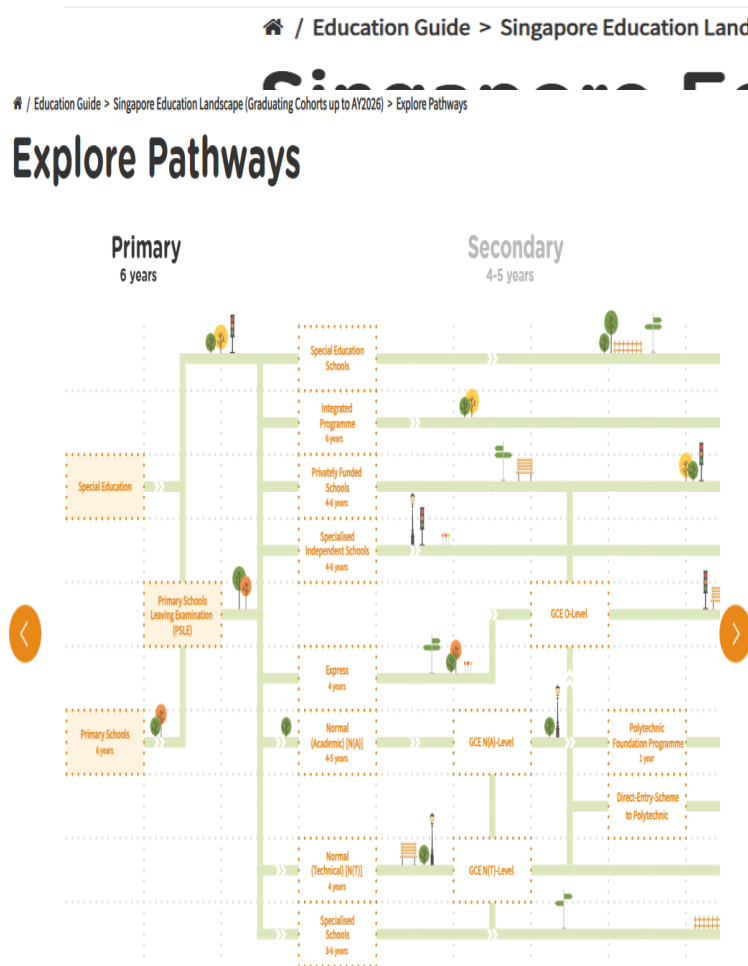 / Education Guide > Singapore Education Land
/ Education Guide > Singapore Education Landscape (Graduating Cohorts up to AY2026) > Explore Pathways
Explore Pathways
Primary
6 years
Secondary
4-5 years
Special Education
Schools
Integrated
Programme
6 years
Special Education
Privately Funded
Schools
4-6 years
Specialised
Independent Schools
4-6 years
Primary Schools
Leaving Examination
(PSLE)
GCE O-Level
Express
4 years
Primary Schools
6 years
Normal
(Academic) [N(A)]
4-5 years
GCE N(A)-Level
Polytechnic
Foundation Programme
1 year
Direct-Entry-Scheme
to Polytechnic
Normal
(Technical) [N(T)]
4 years
GCE N(T)-Level
Specialised
Schools
3-6 years